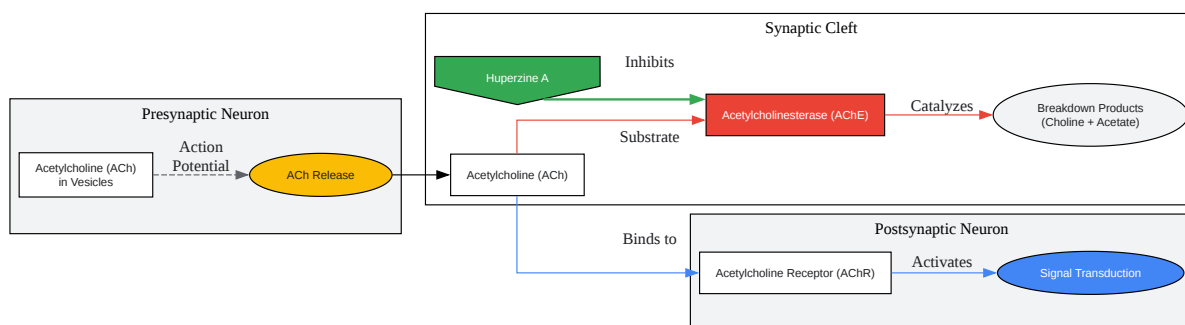 Synaptic Cleft
Huperzine A
Inhibits
Acetylcholinesterase (AChE)
Catalyzes
Breakdown Products
(Choline + Acetate)
Substrate
Presynaptic Neuron
Acetylcholine (ACh)
in Vesicles
Action
Potential
ACh Release
Acetylcholine (ACh)
Binds to
Postsynaptic Neuron
Acetylcholine Receptor (AChR)
Activates
Signal Transduction